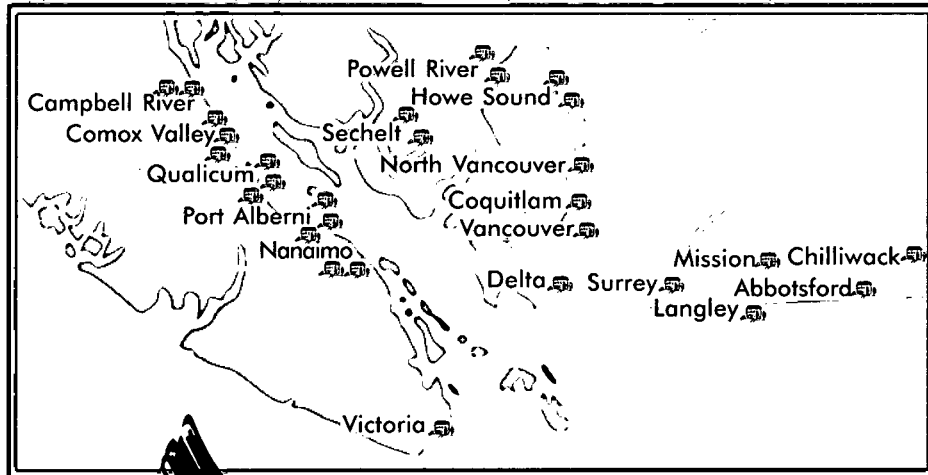 Powell River
Howe Sound
Campbell River
Comox Valley
Sechelt
Qualicum
North Vancouver
Port Alberni
Coquitlam
Vancouver
Nanaimo
Mission
Chilliwack
Delta
Surrey
Abbotsford
Langley
Victoria